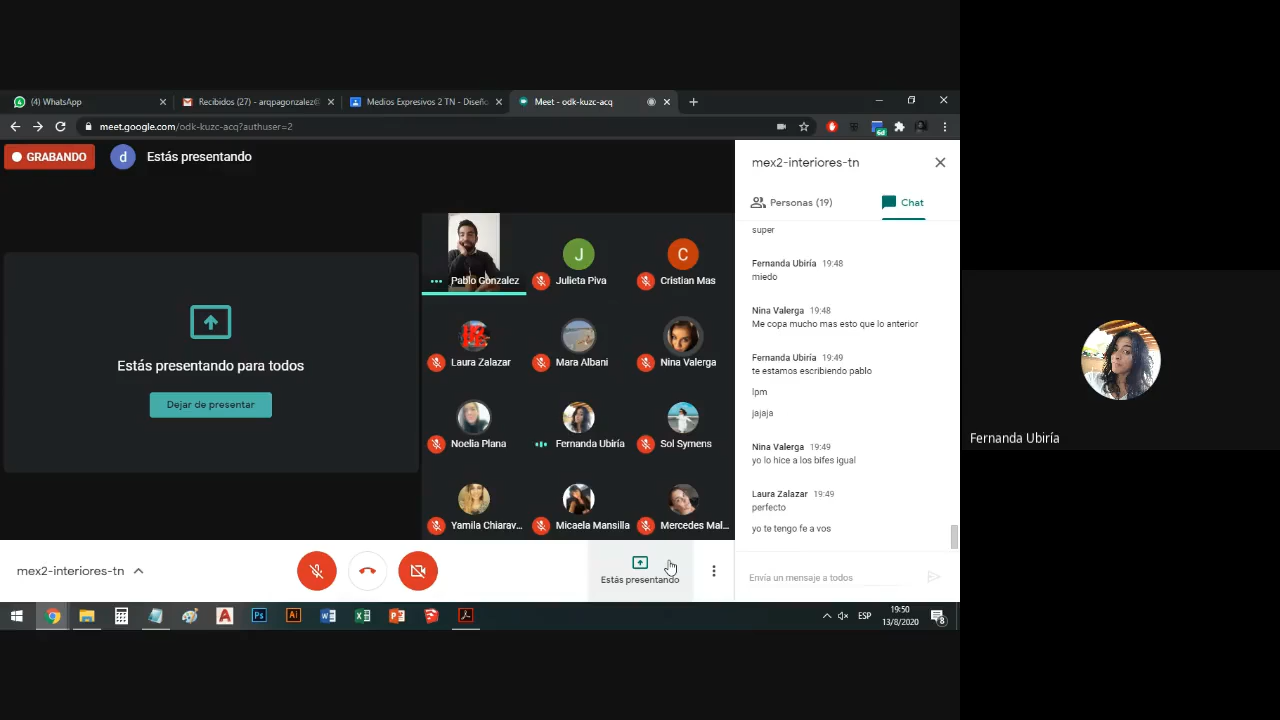 (4) WhatsApp
Recibidos (27) - arqpagonzalez@
Medios Expresivos 2 TN - Diseño
Meet - odk-kuzc-acq
meet.google.com/odk-kuzc-acq?authuser=2
GRABANDO
d
Estás presentando
Estás presentando para todos
Dejar de presentar
Pablo Gonzalez
J
Julieta Piva
C
Cristian Mas
Laura Zalazar
Mara Albani
Nina Valerga
Noelia Plana
Fernanda Ubiría
Sol Symens
Yamila Chiarav...
Micaela Mansilla
Mercedes Mal...
mex2-interiores-tn
Personas (19)
Chat
super
Fernanda Ubiría 19:48
miedo
Nina Valerga 19:48
Me copa mucho mas esto que lo anterior
Fernanda Ubiría 19:49
te estamos escribiendo pablo
lpm
jajaja
Nina Valerga 19:49
yo lo hice a los bifes igual
Laura Zalazar 19:49
perfecto
yo te tengo fe a vos
Envía un mensaje a todos
mex2-interiores-tn
Estás presentando
Ps
Ai
ESP
19:50
13/8/2020
8
Fernanda Ubiría